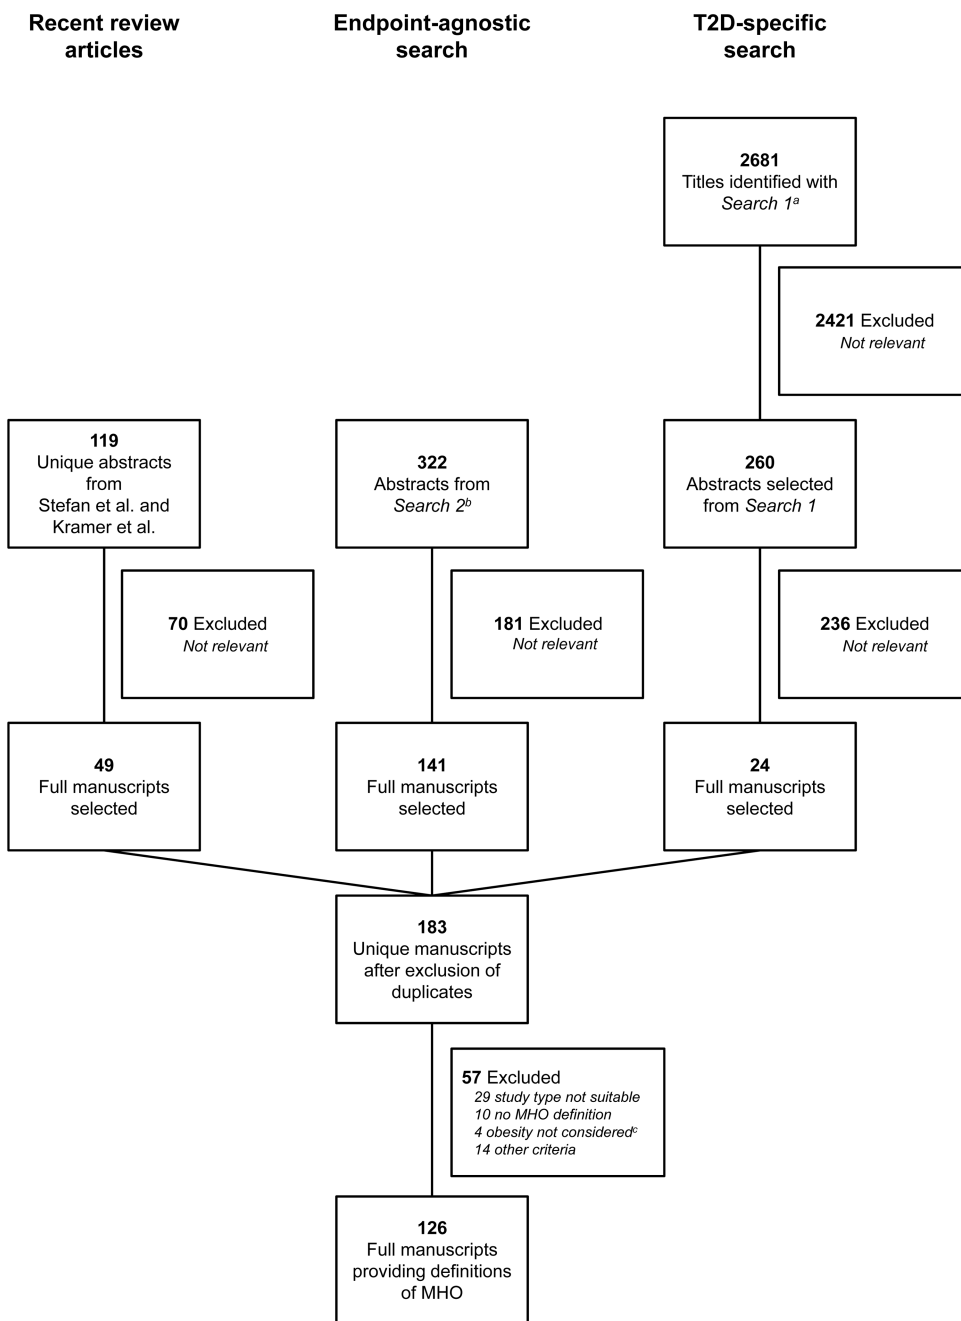 Recent review
articles
Endpoint-agnostic
search
T2D-specific
search
2681
Titles identified with
Search 1a
2421 Excluded
Not relevant
119
Unique abstracts
from
Stefan et al. and
Kramer et al.
322
Abstracts from
Search 2b
260
Abstracts selected
from Search 1
70 Excluded
Not relevant
181 Excluded
Not relevant
236 Excluded
Not relevant
49
Full manuscripts
selected
141
Full manuscripts
selected
24
Full manuscripts
selected
183
Unique manuscripts
after exclusion of
duplicates
57 Excluded
29 study type not suitable
10 no MHO definition
4 obesity not consideredc
14 other criteria
126
Full manuscripts
providing definitions
of MHO